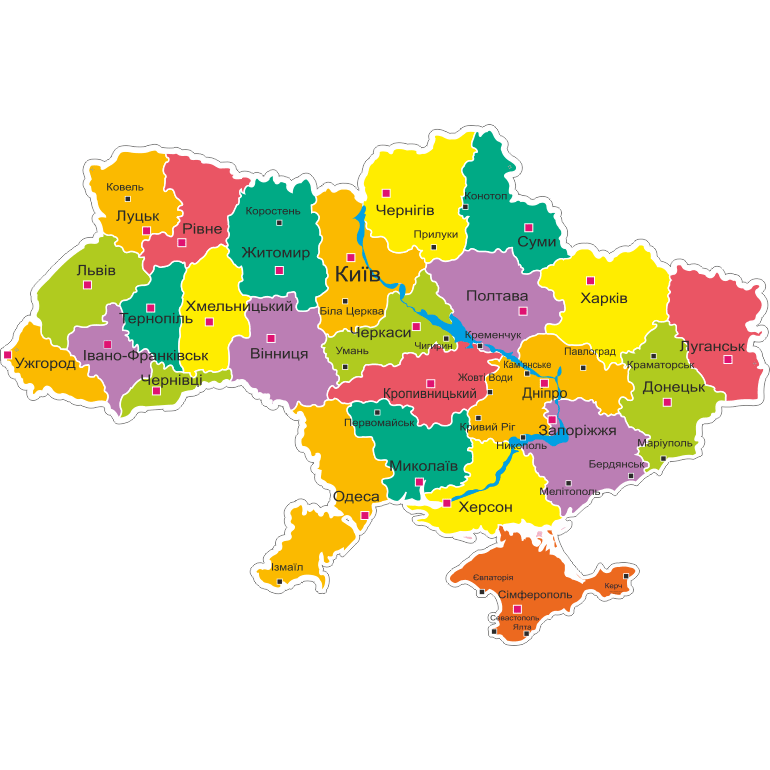 Ковель
Луцьк
Рівне
Коростень
Житомир
Чернігів
Прилуки
Конотоп
Суми
Львів
Тернопіль
Хмельницький
Київ
Біла Церква
Полтава
Харків
Ужгород
Івано-Франківськ
Чернівці
Вінниця
Черкаси
Умань
Чигирин
Кременчук
Павлоград
Краматорськ
Луганськ
Кам'янське
Жовті Води
Дніпро
Донецьк
Кропивницький
Первомайськ
Кривий Ріг
Нікополь
Запоріжжя
Маріуполь
Бердянськ
Мелітополь
Миколаїв
Одеса
Херсон
Ізмаїл
Євпаторія
Сімферополь
Керч
Севастополь
Ялта